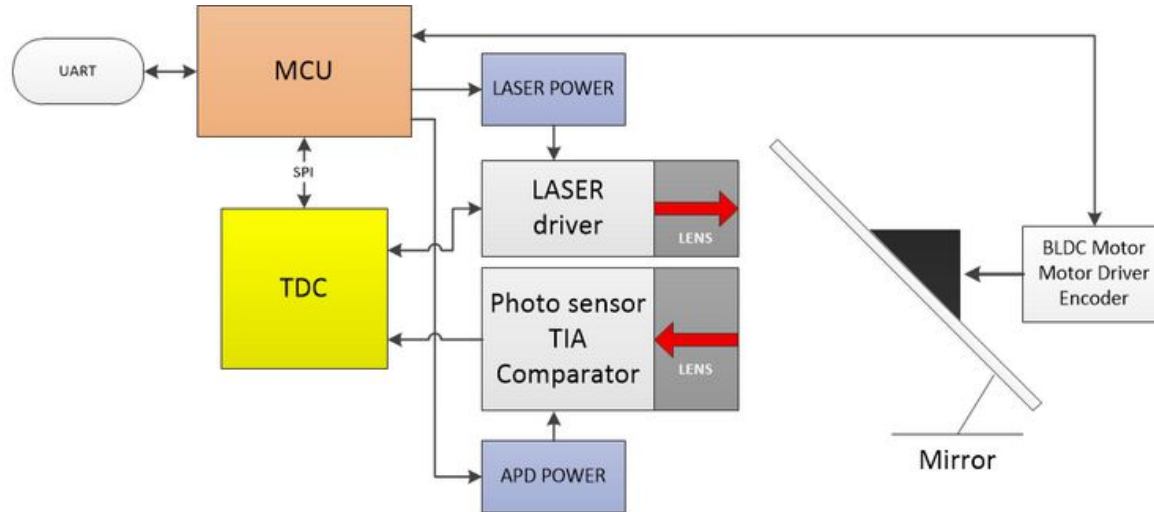 UART
MCU
LASER POWER
SPI
LASER
driver
LENS
TDC
Photo sensor
TIA
Comparator
LENS
APD POWER
BLDC Motor
Motor Driver
Encoder
Mirror